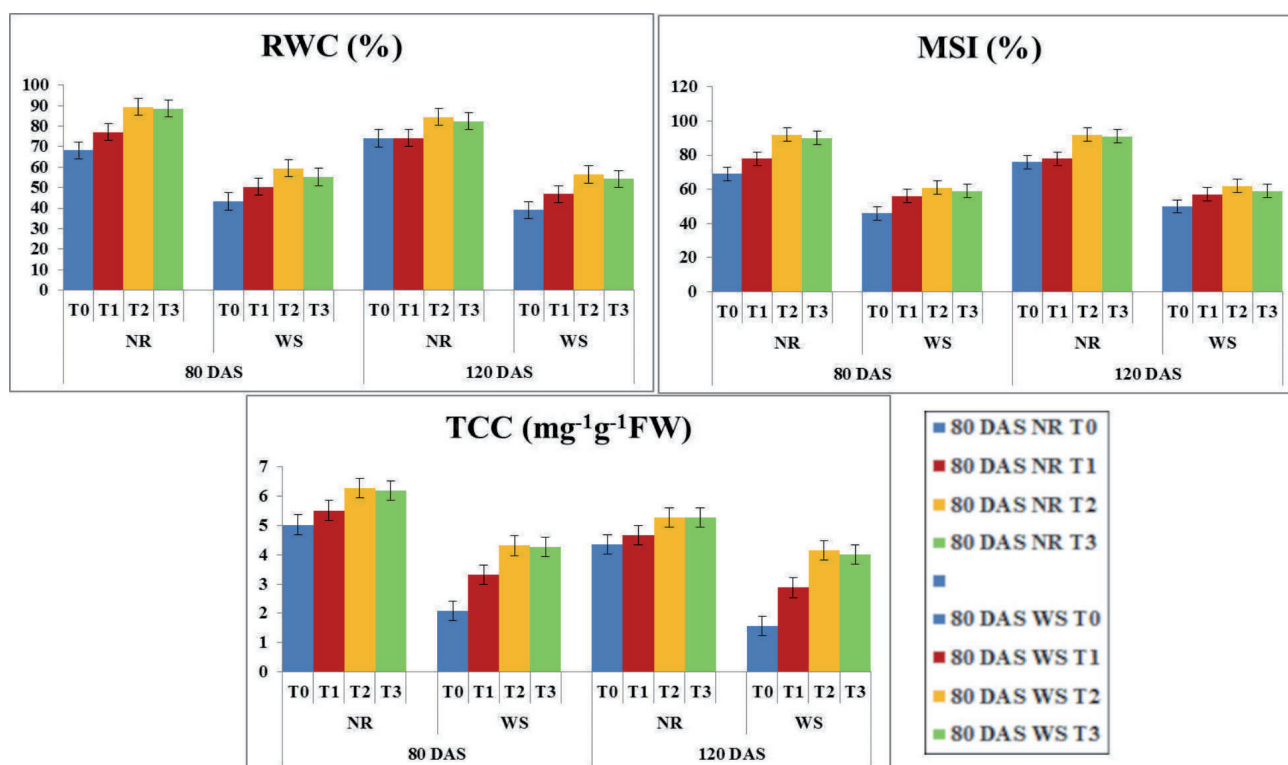 RWC (%)
100
90
80
70
60
50
40
30
20
10
0
T0 T1 T2 T3 T0 T1 T2 T3 T0 T1 T2 T3 T0 T1 T2 T3
NR WS NR WS
80 DAS 120 DAS
MSI (%)
120
100
80
60
40
20
0
T0 T1 T2 T3 T0 T1 T2 T3 T0 T1 T2 T3 T0 T1 T2 T3
NR WS NR WS
80 DAS 120 DAS
TCC (mg⁻¹g⁻¹FW)
7
6
5
4
3
2
1
0
T0 T1 T2 T3 T0 T1 T2 T3 T0 T1 T2 T3 T0 T1 T2 T3
NR WS NR WS
80 DAS 120 DAS
80 DAS NR T0
80 DAS NR T1
80 DAS NR T2
80 DAS NR T3
80 DAS WS T0
80 DAS WS T1
80 DAS WS T2
80 DAS WS T3